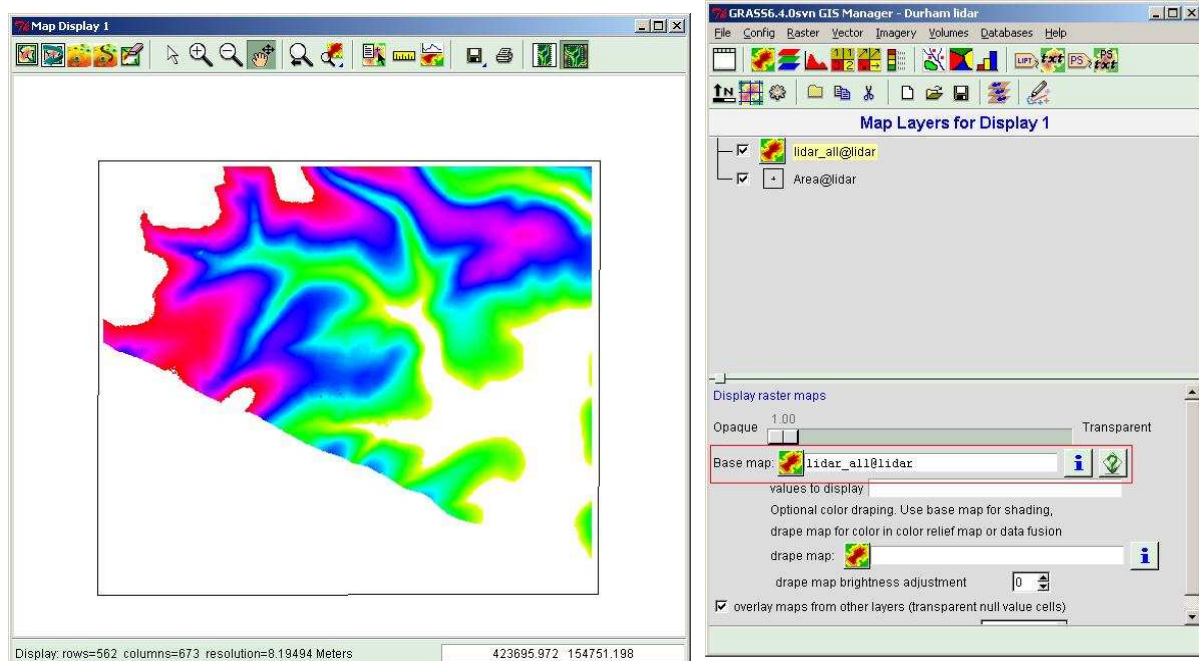 Map Display 1
Display: rows=562 columns=673 resolution=8.19494 Meters
423695.972 154751.198
GRASS6.4.0svn GIS Manager - Durham lidar
File Config Raster Vector Imagery Volumes Databases Help
Map Layers for Display 1
lidar_all@lidar
Area@lidar
Display raster maps
1.00
Opaque Transparent
Base map: lidar_all@lidar
values to display
Optional color draping. Use base map for shading,
drape map for color in color relief map or data fusion
drape map:
drape map brightness adjustment 0
overlay maps from other layers (transparent null value cells)